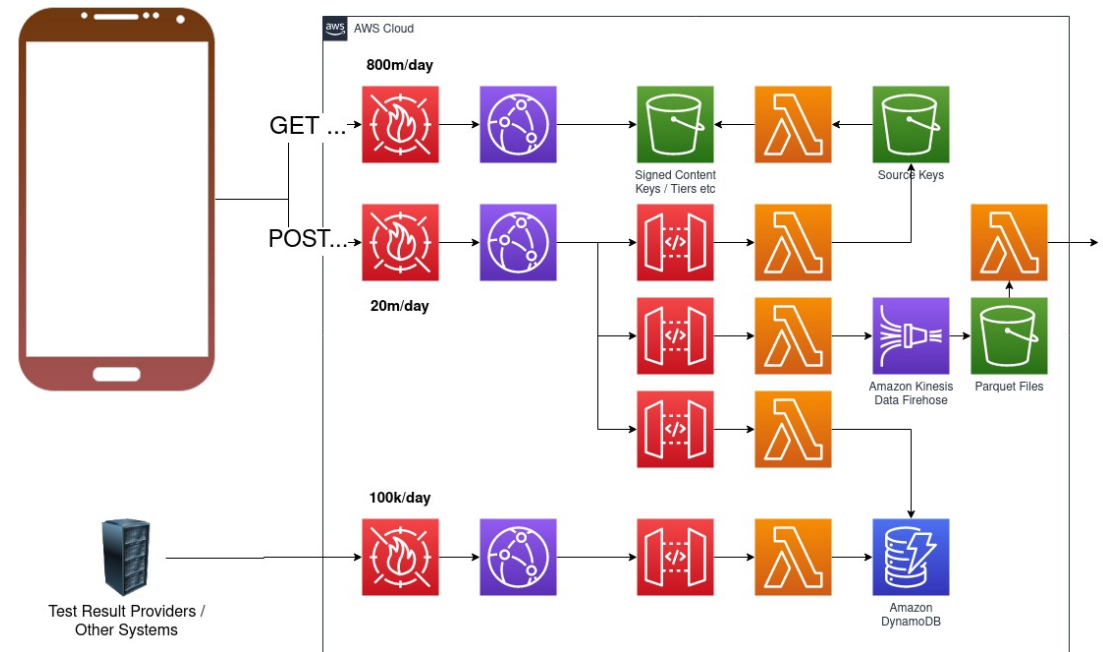 aws
AWS Cloud
800m/day
GET ...
Signed Content
Keys / Tiers etc
Source Keys
POST...
20m/day
Amazon Kinesis
Data Firehose
Parquet Files
100k/day
Test Result Providers /
Other Systems
Amazon
DynamoDB